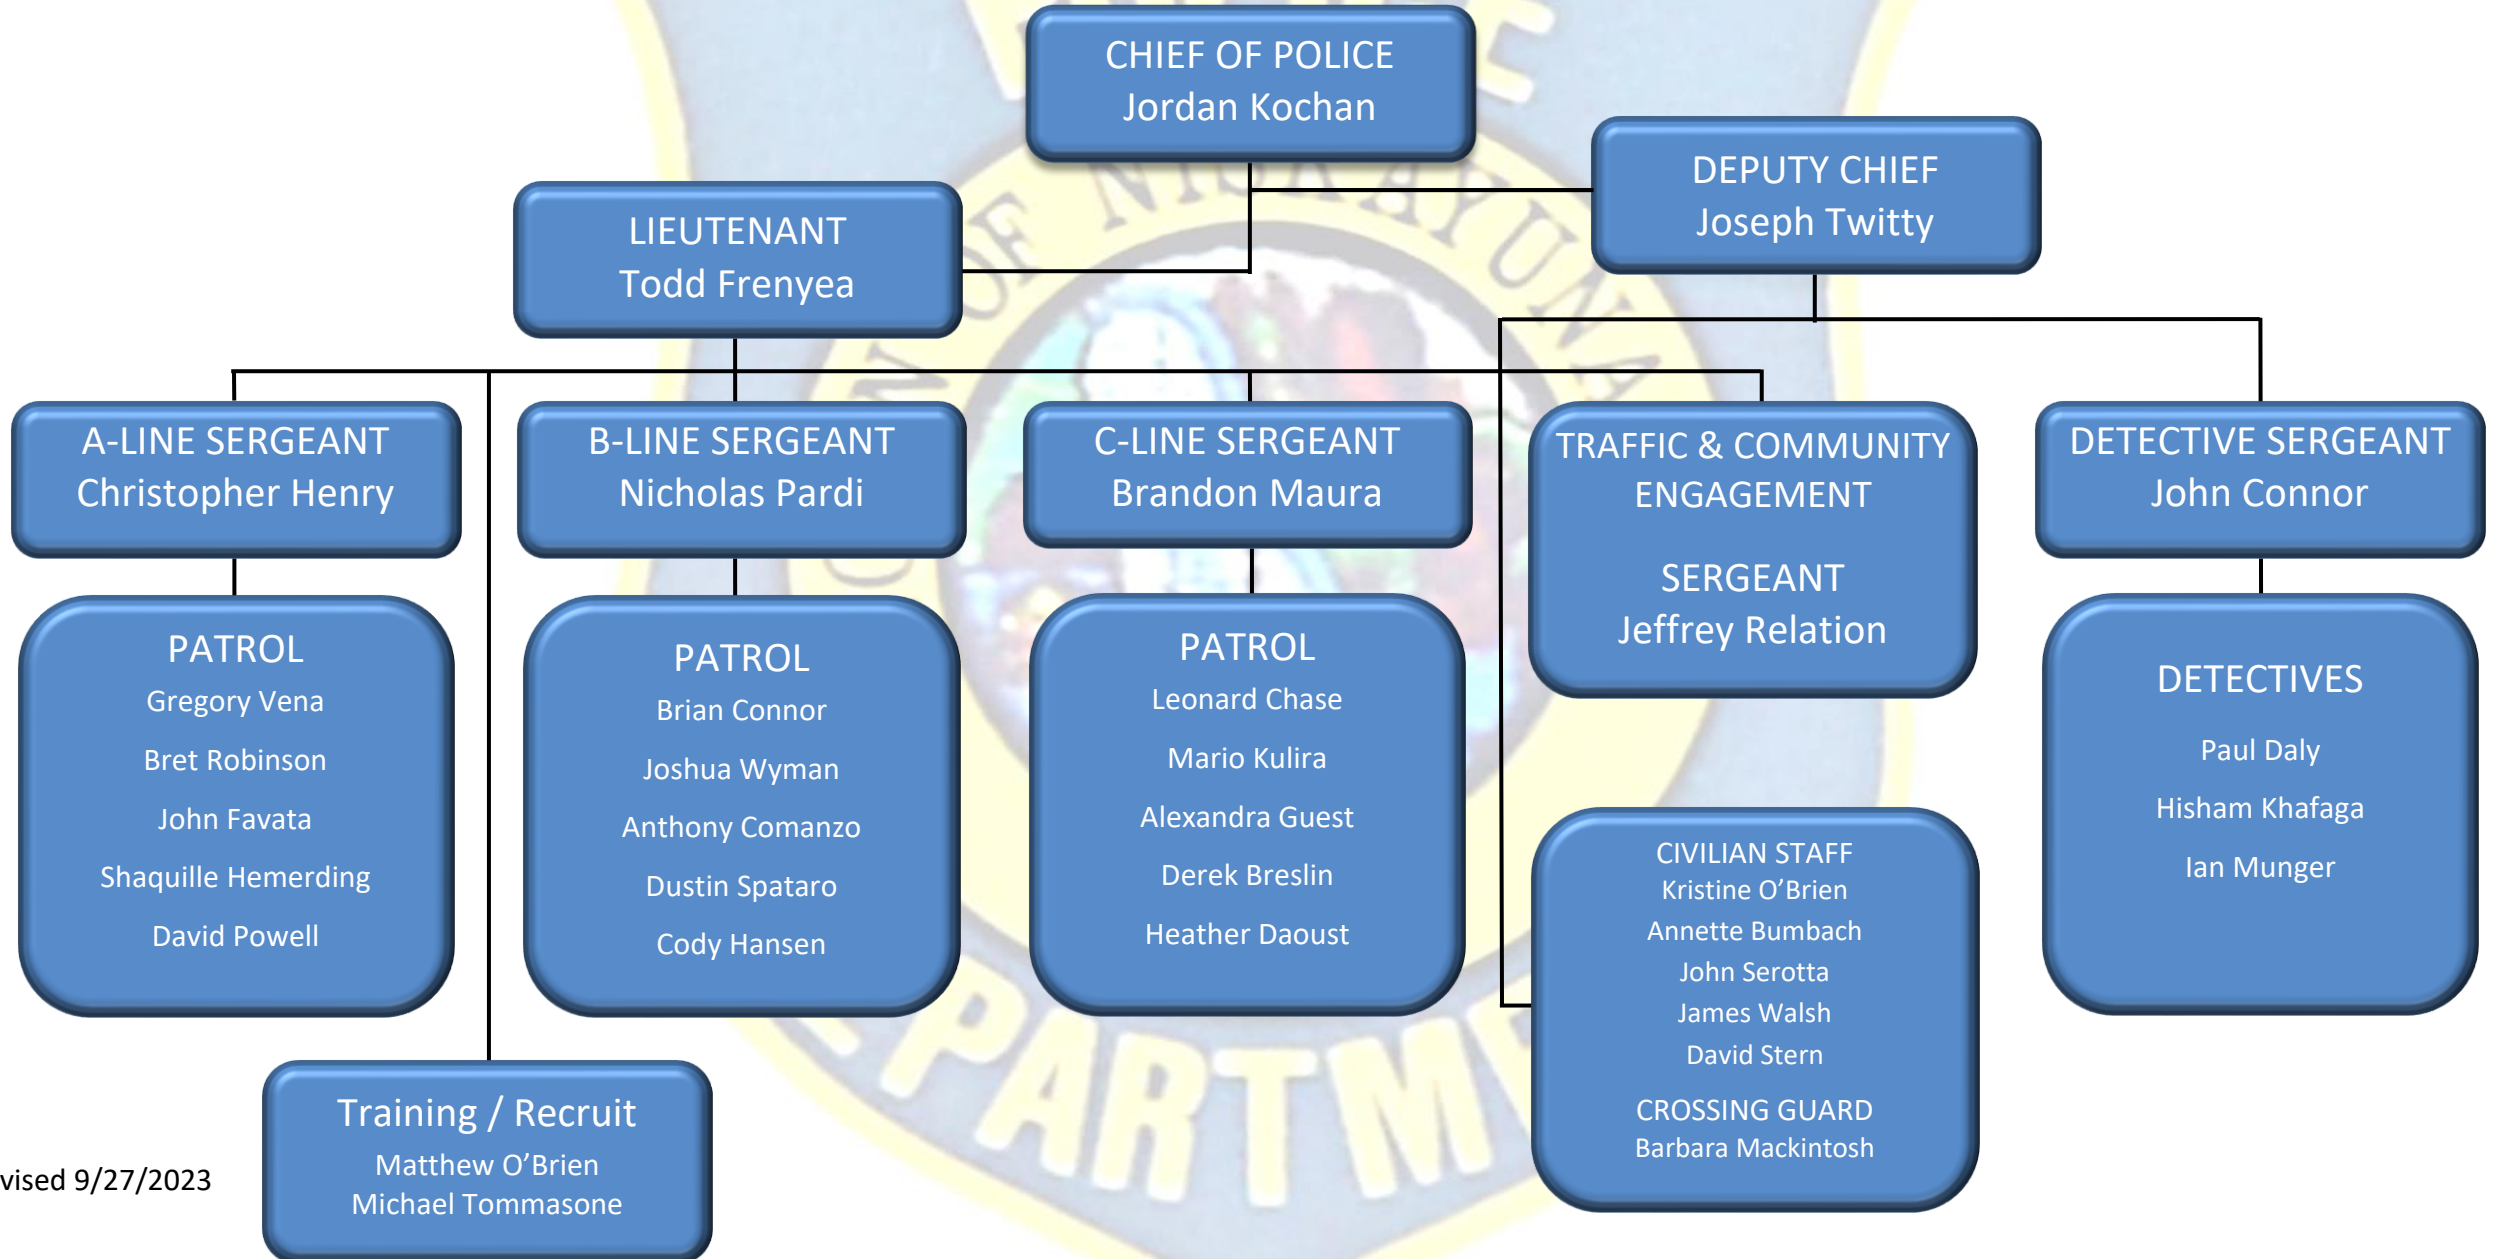 CHIEF OF POLICE
Jordan Kochan
DEPUTY CHIEF
Joseph Twitty
LIEUTENANT
Todd Frenyea
A-LINE SERGEANT
Christopher Henry
B-LINE SERGEANT
Nicholas Pardi
C-LINE SERGEANT
Brandon Maura
TRAFFIC & COMMUNITY
ENGAGEMENT
SERGEANT
Jeffrey Relation
DETECTIVE SERGEANT
John Connor
PATROL
Gregory Vena
Bret Robinson
John Favata
Shaquille Hemerding
David Powell
PATROL
Brian Connor
Joshua Wyman
Anthony Comanzo
Dustin Spataro
Cody Hansen
PATROL
Leonard Chase
Mario Kulira
Alexandra Guest
Derek Breslin
Heather Daoust
DETECTIVES
Paul Daly
Hisham Khafaga
Ian Munger
CIVILIAN STAFF
Kristine O’Brien
Annette Bumbach
John Serotta
James Walsh
David Stern
CROSSING GUARD
Barbara Mackintosh
Training / Recruit
Matthew O’Brien
Michael Tommasone
vised 9/27/2023
OF NISKAYUNA